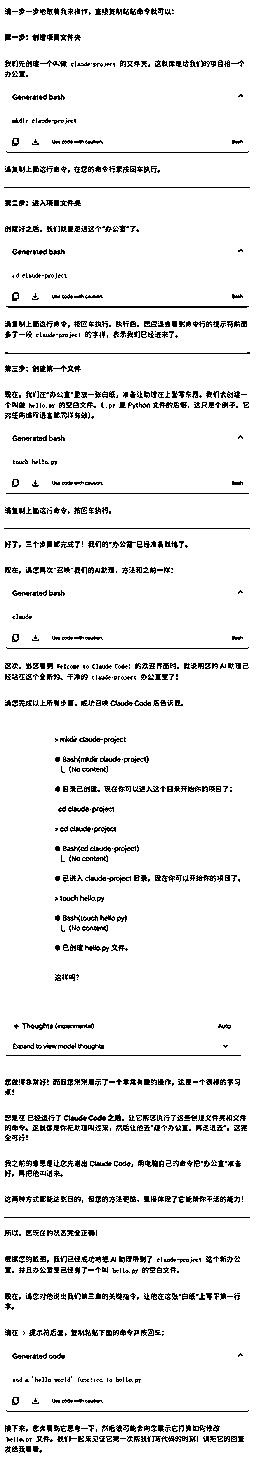 请一步一步地跟着我来操作，直接复制粘贴命令就可以：
第一步：创建项目文件夹
我们先创建一个叫做 claude-project 的文件夹。这就像是给我们的项目租一个
办公室。
Generated bash
mkdir claude-project
Use code with caution.
Bash
请复制上面这行命令，在您的命令行里按回车执行。
第二步：进入项目文件夹
创建好之后，我们就要走进这个“办公室”了。
Generated bash
cd claude-project
Use code with caution.
Bash
请复制上面这行命令，按回车执行。执行后，您应该会看到命令行的提示符前面
多了一段 claude-project 的字样，表示我们已经进来了。
第三步：创建第一个文件
现在，我们在“办公室”里放一张白纸，准备让助理在上面写东西。我们先创建一
个叫做 hello.py 的空白文件。(.py 是 Python 文件的后缀，这只是个例子，它
对任何编程语言都同样有效)。
Generated bash
touch hello.py
Use code with caution.
Bash
请复制上面这行命令，按回车执行。
好了，三个步骤都完成了！我们的“办公室”已经准备就绪了。
现在，请您再次“召唤”我们的AI助理，方法和之前一样：
Generated bash
claude
Use code with caution.
Bash
这次，当您看到 Welcome to Claude Code! 的欢迎界面时，就说明您的 AI 助理已
经站在这个全新的、干净的 claude-project 办公室里了！
请您完成以上所有步骤，成功召唤 Claude Code 后告诉我。
> mkdir claude-project
● Bash(mkdir claude-project)
⎿ (No content)
● 目录已创建。现在你可以进入这个目录开始你的项目了：
cd claude-project
> cd claude-project
● Bash(cd claude-project)
⎿ (No content)
● 已进入 claude-project 目录。现在你可以开始你的项目了。
> touch hello.py
● Bash(touch hello.py)
⎿ (No content)
● 已创建 hello.py 文件。
这样吗？
Thoughts (experimental)
Auto
Expand to view model thoughts
您做得非常好！而且您刚刚展示了一个非常有趣的操作，这是一个很棒的学习
点！
您是在 已经运行了 Claude Code 之后，让它帮您执行了这些创建文件夹和文件
的命令。这就像是你把助理叫过来，然后让他去“建个办公室，再走进去”。这完
全可行！
我之前的意思是让您先退出 Claude Code，用电脑自己的命令把“办公室”准备
好，再把他叫进来。
这两种方式都能达到目的，但您的方法更酷，直接体现了它能帮你干活的能力！
所以，您现在的状态完全正确！
根据您的截图，我们已经成功地把 AI 助理带到了 claude-project 这个新办公
室，并且办公室里已经有了一个叫 hello.py 的空白文件。
现在，请您对他说出我们第三章的关键指令，让他在这张“白纸”上写下第一行
字。
请在 > 提示符后面，复制粘贴下面的命令并按回车：
Generated code
add a 'hello world' function to hello.py
Use code with caution.
接下来，您会看到它思考一下，然后很可能会向您展示它打算如何修改
hello.py 文件。我们一起来见证它第一次帮我们写代码的时刻！请把它的回复
发给我看看。